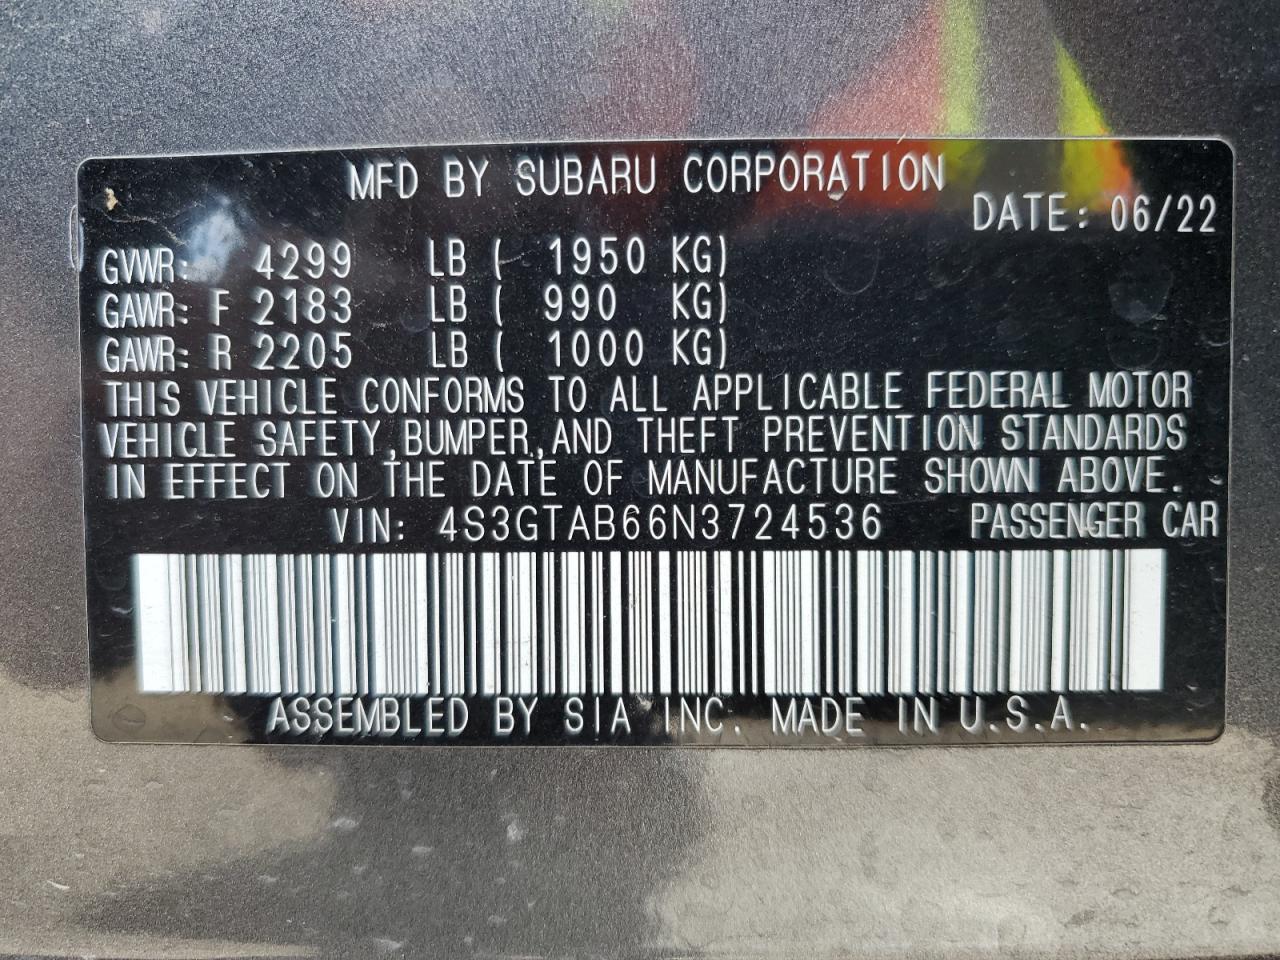 MFD BY SUBARU CORPORATION
DATE: 06/22
GVWR: 4299 LB ( 1950 KG)
GAWR: F 2183 LB ( 990 KG)
GAWR: R 2205 LB ( 1000 KG)
THIS VEHICLE CONFORMS TO ALL APPLICABLE FEDERAL MOTOR
VEHICLE SAFETY,BUMPER,AND THEFT PREVENTION STANDARDS
IN EFFECT ON THE DATE OF MANUFACTURE SHOWN ABOVE.
VIN: 4S3GTAB66N3724536 PASSENGER CAR
ASSEMBLED BY SIA INC. MADE IN U.S.A.